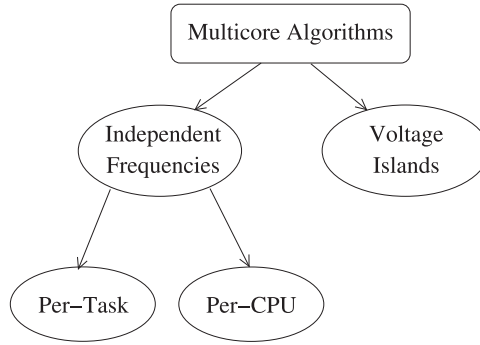 Multicore Algorithms
Independent
Frequencies
Voltage
Islands
Per−Task
Per−CPU